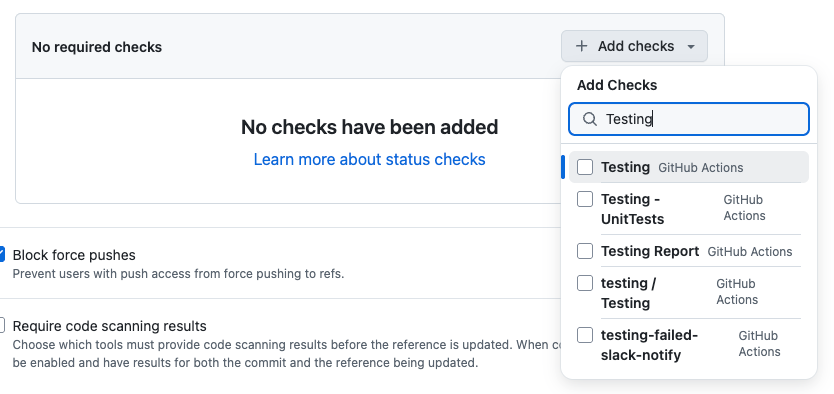 No required checks
Add checks
Add Checks
Testing
No checks have been added
Learn more about status checks
Testing GitHub Actions
Testing - UnitTests GitHub Actions
Testing Report GitHub Actions
testing / Testing GitHub Actions
testing-failed-slack-notify GitHub Actions
Block force pushes
Prevent users with push access from force pushing to refs.
Require code scanning results
Choose which tools must provide code scanning results before the reference is updated. When
be enabled and have results for both the commit and the reference being updated.